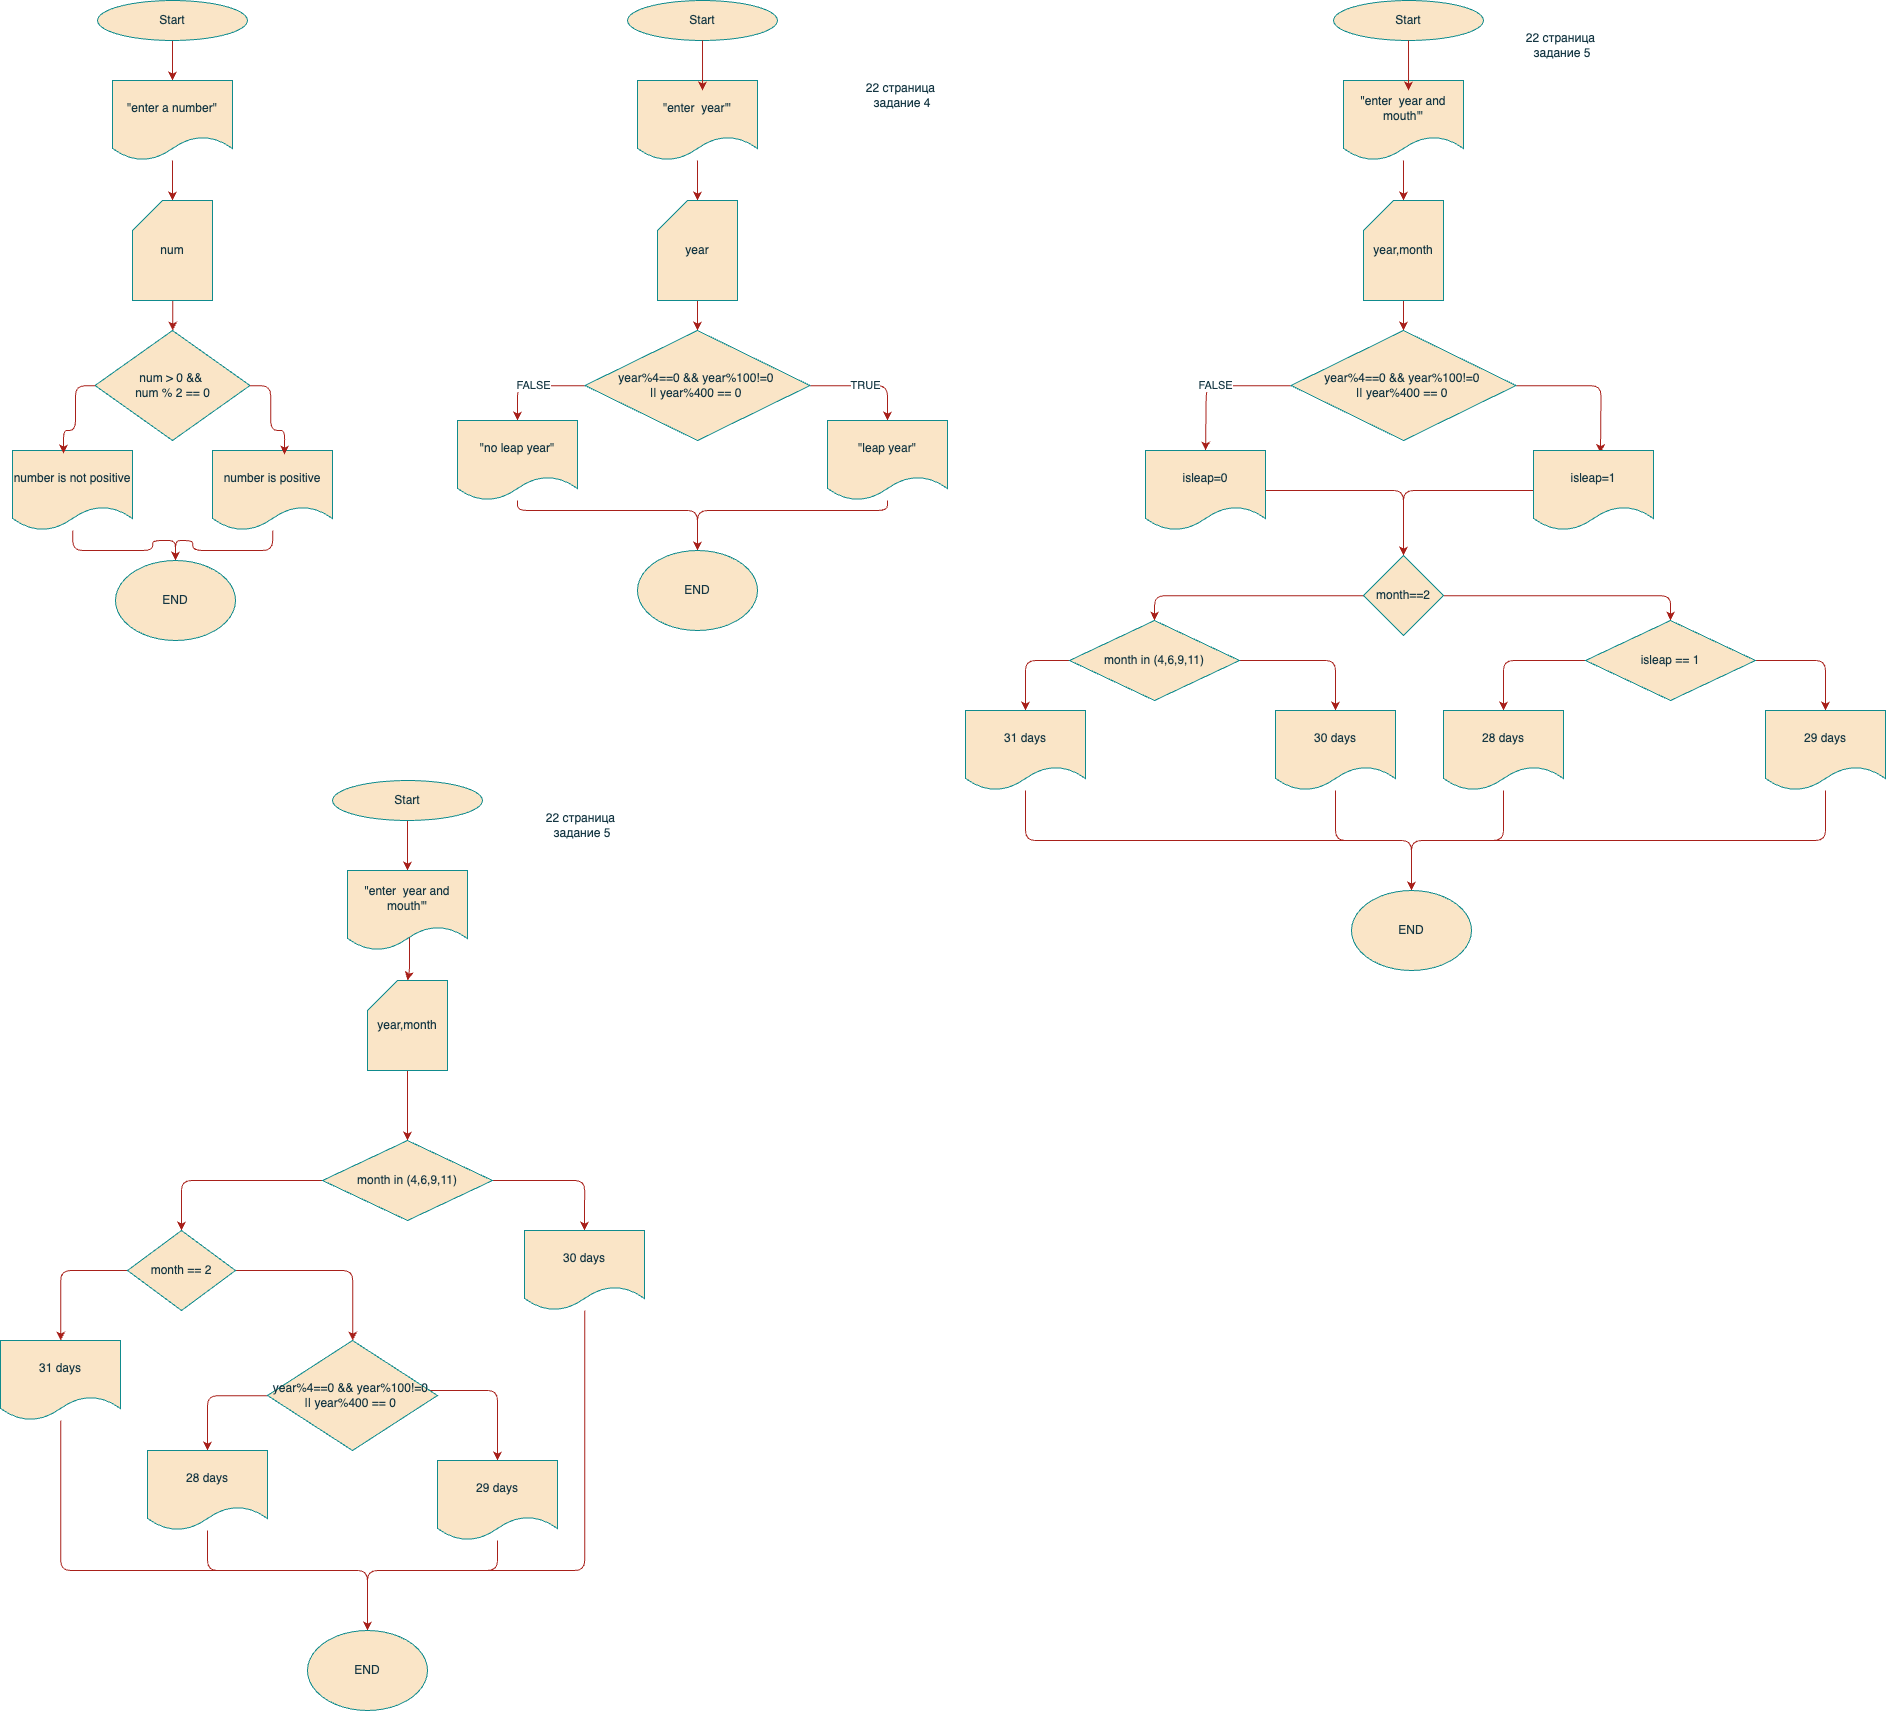 Start
"enter a number"
num
num > 0 &&
num % 2 == 0
number is not positive
number is positive
END
Start
22 страница
задание 4
"enter  year'"
year
year%4==0 && year%100!=0
|| year%400 == 0
FALSE
TRUE
"no leap year"
"leap year"
END
Start
22 страница
задание 5
"enter  year and
mouth'"
year,month
year%4==0 && year%100!=0
|| year%400 == 0
FALSE
isleap=0
isleap=1
month==2
month in (4,6,9,11)
isleap == 1
31 days
30 days
28 days
29 days
END
Start
22 страница
задание 5
"enter  year and
mouth'"
year,month
month in (4,6,9,11)
30 days
month == 2
31 days
year%4==0 && year%100!=0
|| year%400 == 0
28 days
29 days
END